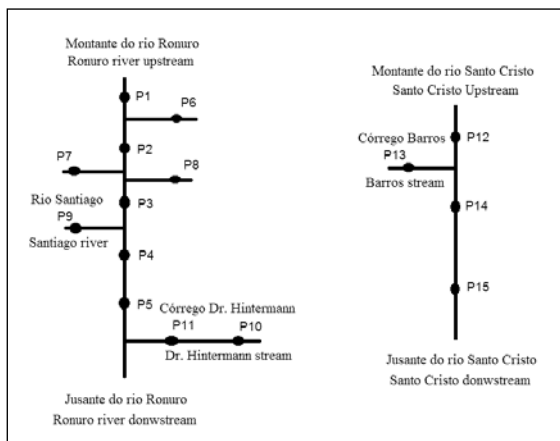 Montante do rio Ronuro
Ronuro river upstream
P1
P6
P2
P7
P8
Rio Santiago
P3
P9
Santiago river
P4
P5
Córrego Dr. Hintermann
P11
P10
Dr. Hintermann stream
Jusante do rio Ronuro
Ronuro river donwstream
Montante do rio Santo Cristo
Santo Cristo Upstream
Córrego Barros
P12
P13
Barros stream
P14
P15
Jusante do rio Santo Cristo
Santo Cristo donwstream